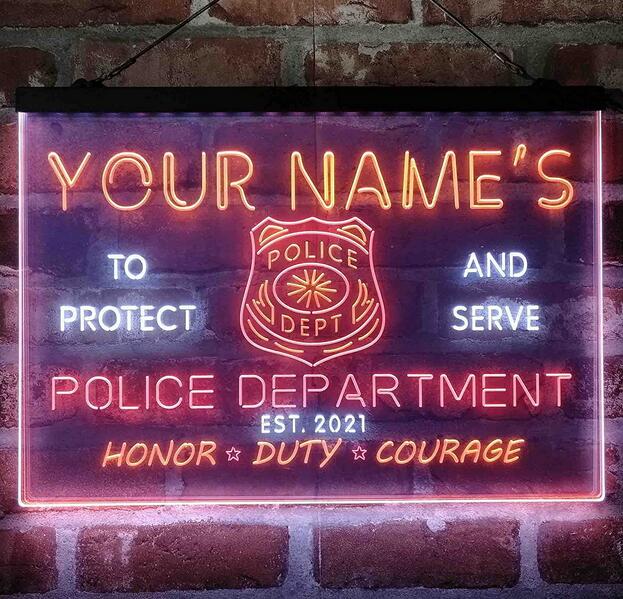 YOUR NAME'S
POLICE
DEPT
TO
PROTECT
AND
SERVE
POLICE DEPARTMENT
EST. 2021
HONOR ☆ DUTY ☆ COURAGE